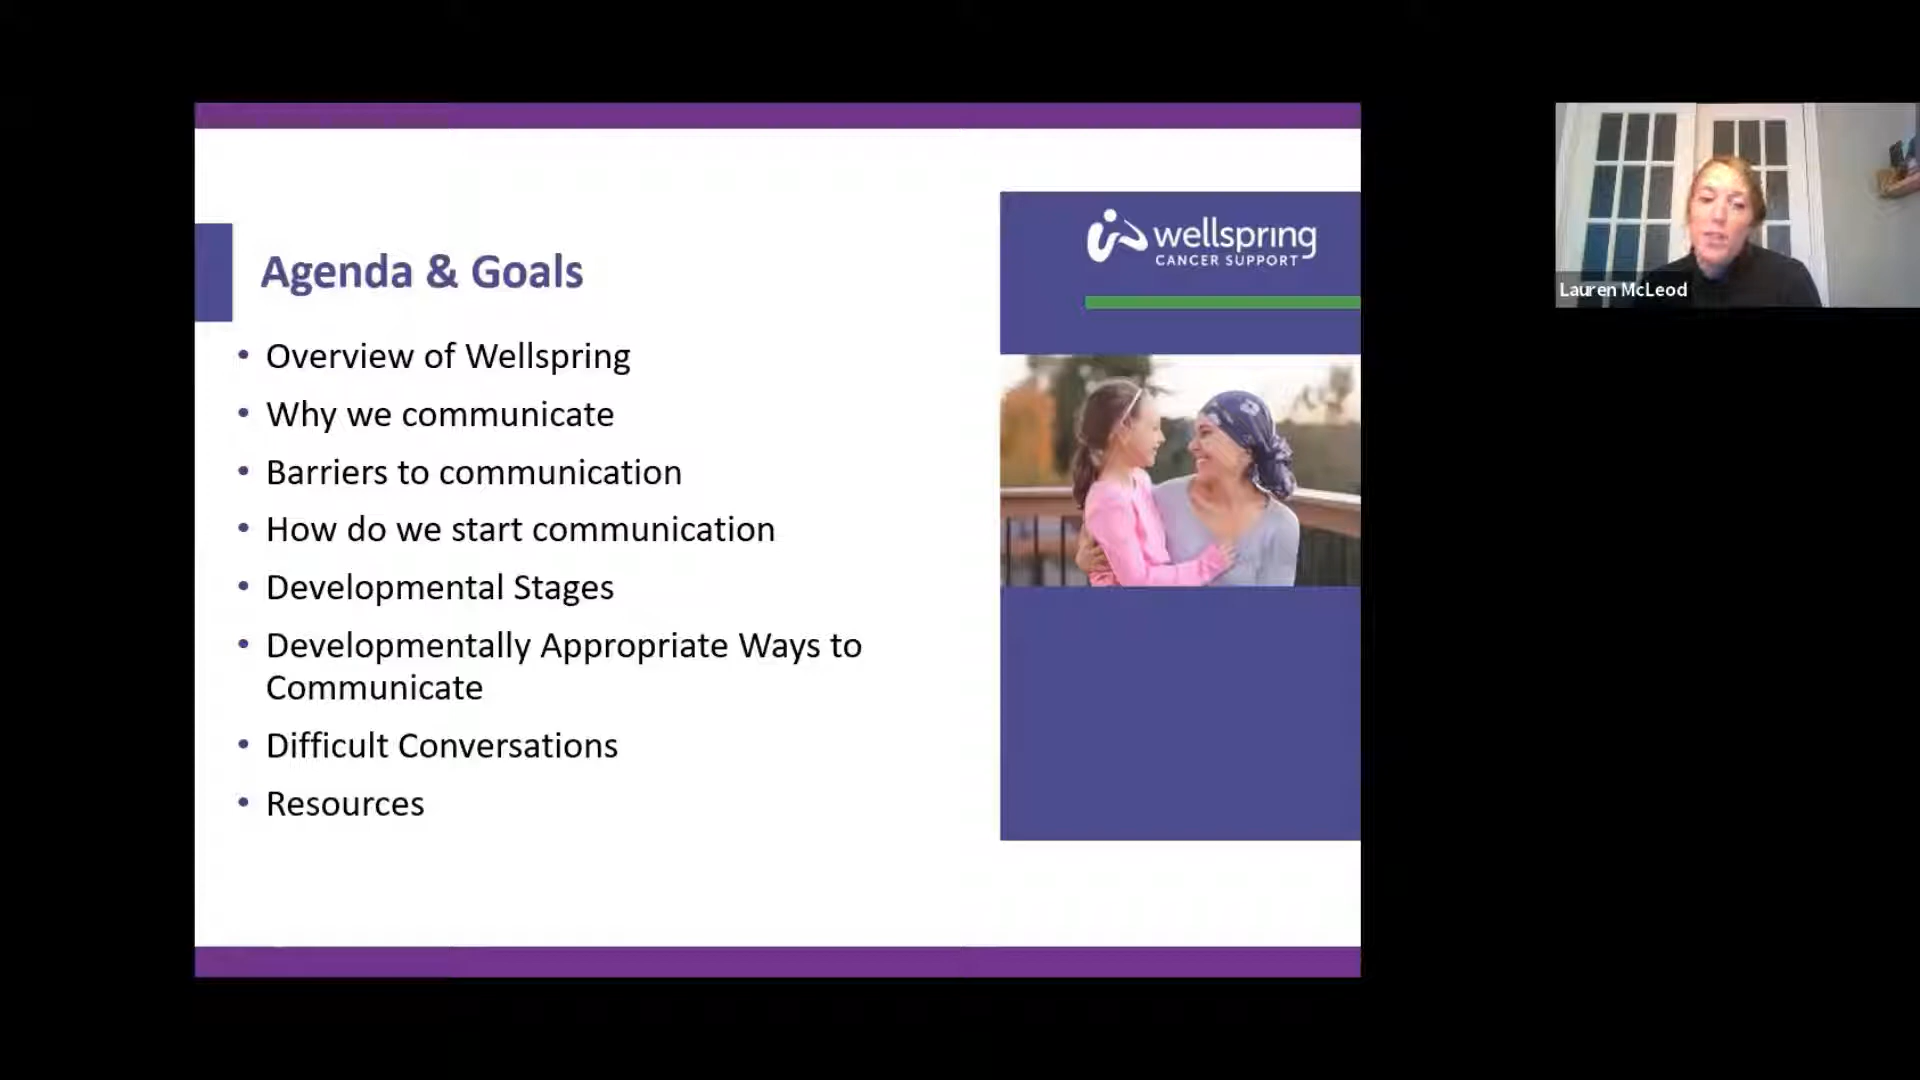 Agenda & Goals
• Overview of Wellspring
• Why we communicate
• Barriers to communication
• How do we start communication
• Developmental Stages
• Developmentally Appropriate Ways to
Communicate
• Difficult Conversations
• Resources
wellspring
CANCER SUPPORT
Lauren McLeod